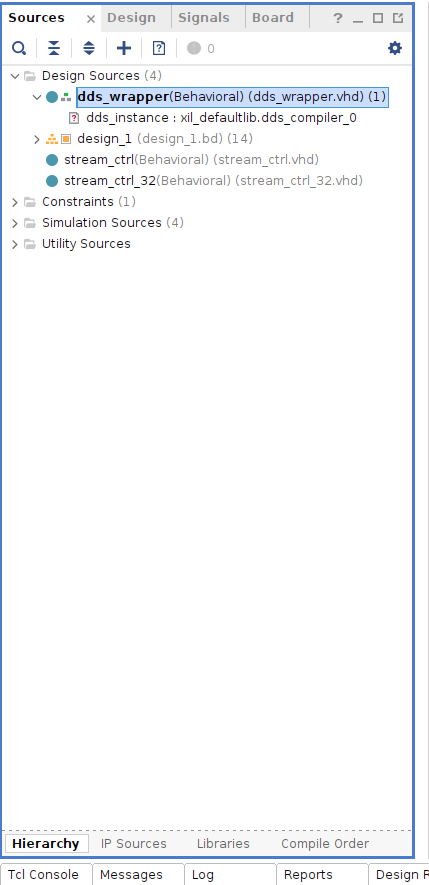 Sources × Design Signals Board ?
0
Design Sources (4)
dds_wrapper(Behavioral) (dds_wrapper.vhd) (1)
? dds_instance : xil_defaultlib.dds_compiler_0
design_1 (design_1.bd) (14)
stream_ctrl(Behavioral) (stream_ctrl.vhd)
stream_ctrl_32(Behavioral) (stream_ctrl_32.vhd)
Constraints (1)
Simulation Sources (4)
Utility Sources
Hierarchy IP Sources Libraries Compile Order
Tcl Console Messages Log Reports Design R